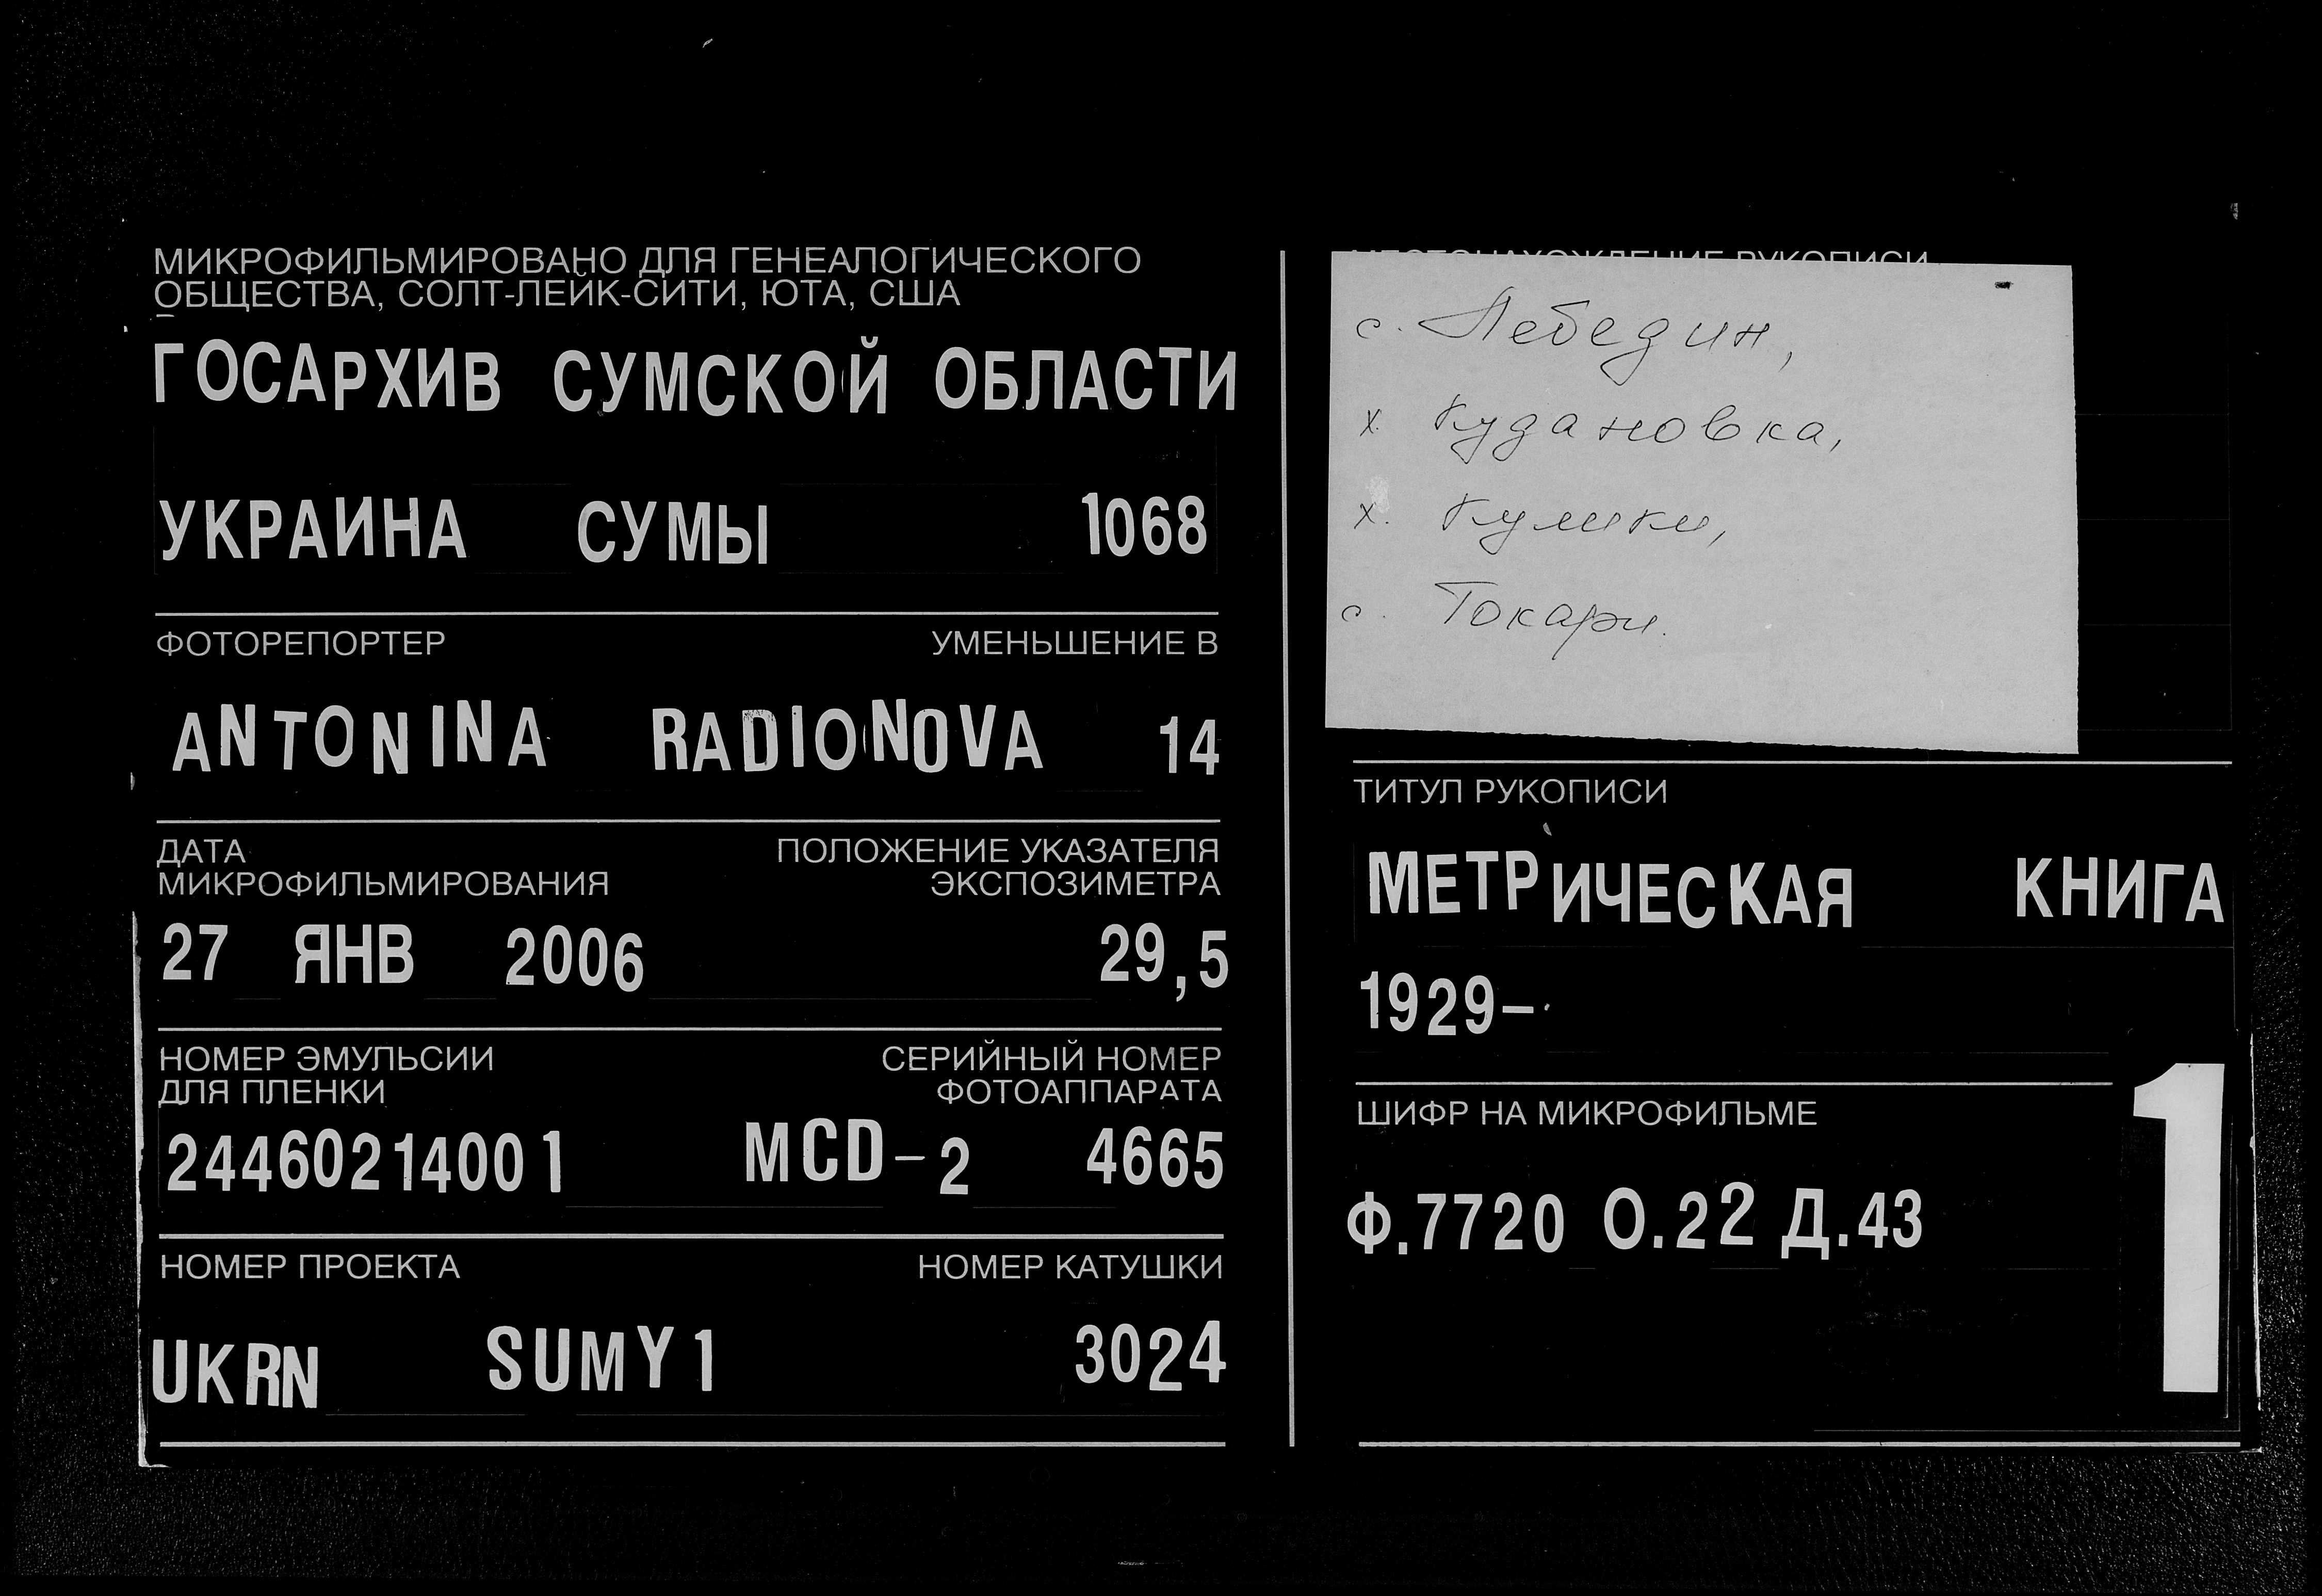 МИКРОФИЛЬМИРОВАНО ДЛЯ ГЕНЕАЛОГИЧЕСКОГО
ОБЩЕСТВА, СОЛТ-ЛЕЙК-СИТИ, ЮТА, США
ГОСАРХИВ СУМСКОЙ ОБЛАСТИ
УКРАИНА СУМЫ 1068
ФОТОРЕПОРТЕР УМЕНЬШЕНИЕ В
ANTONINA RADIONOVA 14
ДАТА
МИКРОФИЛЬМИРОВАНИЯ
ПОЛОЖЕНИЕ УКАЗАТЕЛЯ
ЭКСПОЗИМЕТРА
27 ЯНВ 2006 29,5
НОМЕР ЭМУЛЬСИИ
ДЛЯ ПЛЕНКИ
СЕРИЙНЫЙ НОМЕР
ФОТОАППАРАТА
24460214001 MCD-2 4665
НОМЕР ПРОЕКТА НОМЕР КАТУШКИ
UKRN SUMY1 3024
МЕСТОНАХОЖДЕНИЕ РУКОПИСИ
с. Лебедин,
х. Кудановка,
х. Кулики,
с. Токари.
ТИТУЛ РУКОПИСИ
МЕТРИЧЕСКАЯ КНИГА
1929-
ШИФР НА МИКРОФИЛЬМЕ
Ф.7720 О.22 Д.43
1